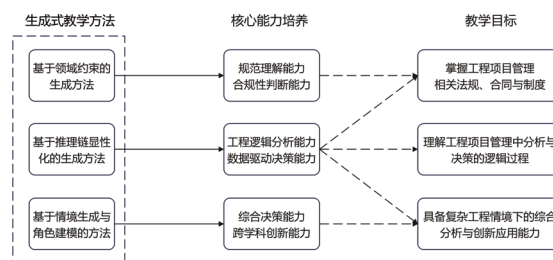 生成式教学方法
核心能力培养
教学目标
基于领域约束的
生成方法
规范理解能力
合规性判断能力
掌握工程项目管理
相关法规、合同与制度
基于推理链显性
化的生成方法
工程逻辑分析能力
数据驱动决策能力
理解工程项目管理中分析与
决策的逻辑过程
基于情境生成与
角色建模的方法
综合决策能力
跨学科创新能力
具备复杂工程情境下的综合
分析与创新应用能力